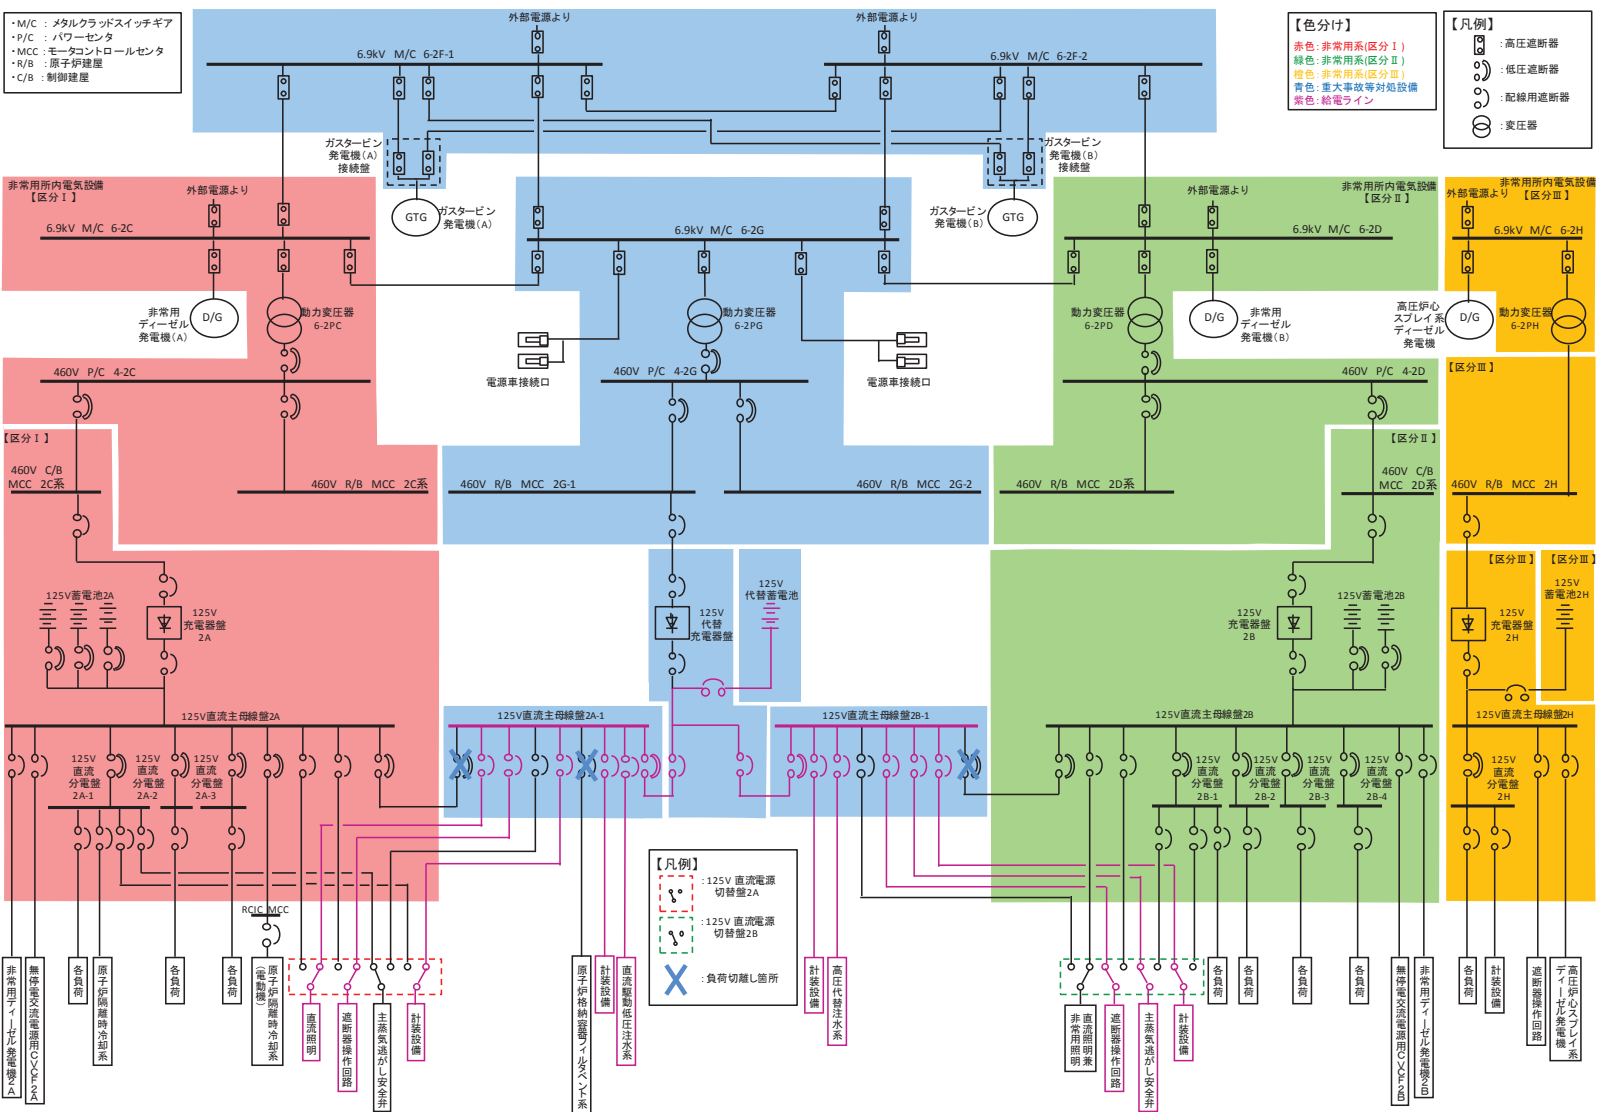 ・M/C ：メタルクラッドスイッチギア
・P/C ：パワーセンタ
・MCC：モータコントロールセンタ
・R/B ：原子炉建屋
・C/B ：制御建屋
外部電源より
外部電源より
6.9kV M/C 6-2F-1
6.9kV M/C 6-2F-2
【色分け】
赤色：非常用系(区分Ⅰ)
緑色：非常用系(区分Ⅱ)
橙色：非常用系(区分Ⅲ)
青色：重大事故等対処設備
紫色：給電ライン
【凡例】
：高圧遮断器
：低圧遮断器
：配線用遮断器
：変圧器
ガスタービン
発電機(A)
接続盤
ガスタービン
発電機(B)
接続盤
GTG
ガスタービン
発電機(A)
ガスタービン
発電機(B)
GTG
非常用所内電気設備
【区分Ⅰ】
外部電源より
6.9kV M/C 6-2C
6.9kV M/C 6-2G
非常用所内電気設備
【区分Ⅱ】
外部電源より
6.9kV M/C 6-2D
非常用所内電気設備
【区分Ⅲ】
外部電源より
6.9kV M/C 6-2H
非常用
ディーゼル
発電機(A)
D/G
動力変圧器
6-2PC
動力変圧器
6-2PG
動力変圧器
6-2PD
D/G
非常用
ディーゼル
発電機(B)
高圧炉心
スプレイ系
ディーゼル
発電機
D/G
動力変圧器
6-2PH
電源車接続口
電源車接続口
460V P/C 4-2C
460V P/C 4-2G
460V P/C 4-2D
【区分Ⅲ】
【区分Ⅰ】
【区分Ⅱ】
460V C/B
MCC 2C系
460V R/B MCC 2C系
460V R/B MCC 2G-1
460V R/B MCC 2G-2
460V R/B MCC 2D系
460V C/B
MCC 2D系
460V R/B MCC 2H
【区分Ⅲ】
【区分Ⅲ】
125V蓄電池2A
125V
充電器盤
2A
125V
代替
充電器盤
125V
代替蓄電池
125V
充電器盤
2B
125V蓄電池2B
125V
充電器盤
2H
125V
蓄電池2H
125V直流主母線盤2A
125V直流主母線盤2A-1
125V直流主母線盤2B-1
125V直流主母線盤2B
125V直流主母線盤2H
125V
直流
分電盤
2A-1
125V
直流
分電盤
2A-2
125V
直流
分電盤
2A-3
125V
直流
分電盤
2B-1
125V
直流
分電盤
2B-2
125V
直流
分電盤
2B-3
125V
直流
分電盤
2B-4
125V
直流
分電盤
2H
【凡例】
：125V 直流電源
切替盤2A
：125V 直流電源
切替盤2B
：負荷切離し箇所
RCIC MCC
非常用ディーゼル発電機2A
無停電交流電源用CVCF2A
各負荷
原子炉隔離時冷却系
各負荷
各負荷
原子炉隔離時冷却系
(電動機)
直流照明
遮断器操作回路
主蒸気逃がし安全弁
計装設備
原子炉格納容器フィルタベント系
計装設備
直流駆動低圧注水系
計装設備
高圧代替注水系
直流照明兼
非常用照明
遮断器操作回路
主蒸気逃がし安全弁
計装設備
各負荷
各負荷
各負荷
各負荷
無停電交流電源用CVCF2B
非常用ディーゼル発電機2B
各負荷
計装設備
遮断器操作回路
高圧炉心スプレイ系
ディーゼル発電機